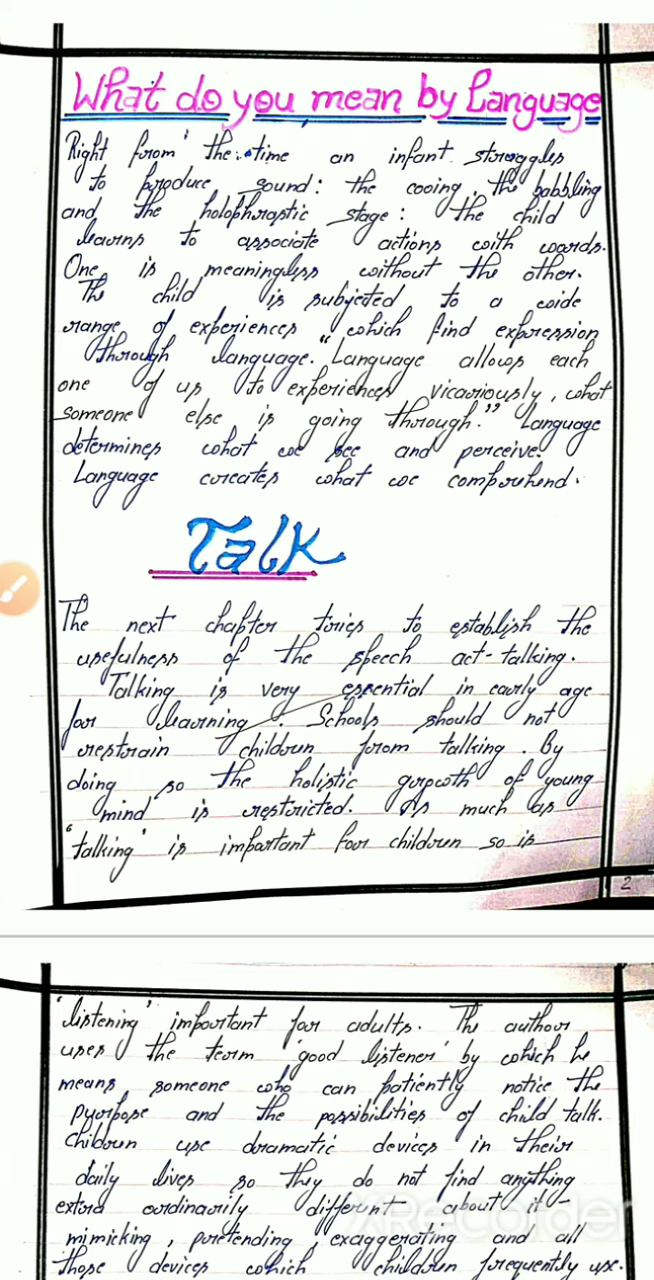 What do you mean by Language
Right from the time an infant struggles
to produce sound: the cooing, the babbling
and the holophrastic stage: the child
learns to associate actions with words.
One is meaningless without the other.
The child is subjected to a wide
range of experiences which find expression
through language. "Language allows each
one of us to experience vicariously, what
someone else is going through." Language
determines what we see and perceive.
Language creates what we comprehend.
Talk
The next chapter tries to establish the
usefulness of the speech act-talking.
Talking is very essential in early age
for learning. Schools should not
restrain children from talking. By
doing so the holistic growth of young
mind is restricted. As much as
'talking' is important for children so is
2
'listening' important for adults. The author
uses the term 'good listener' by which he
means, someone who can patiently notice the
purpose and the possibilities of child talk.
Children use dramatic devices in their
daily lives so they do not find anything
extra ordinarily different about it -
mimicking, pretending, exaggerating and all
those devices which children frequently use.
XRecorder